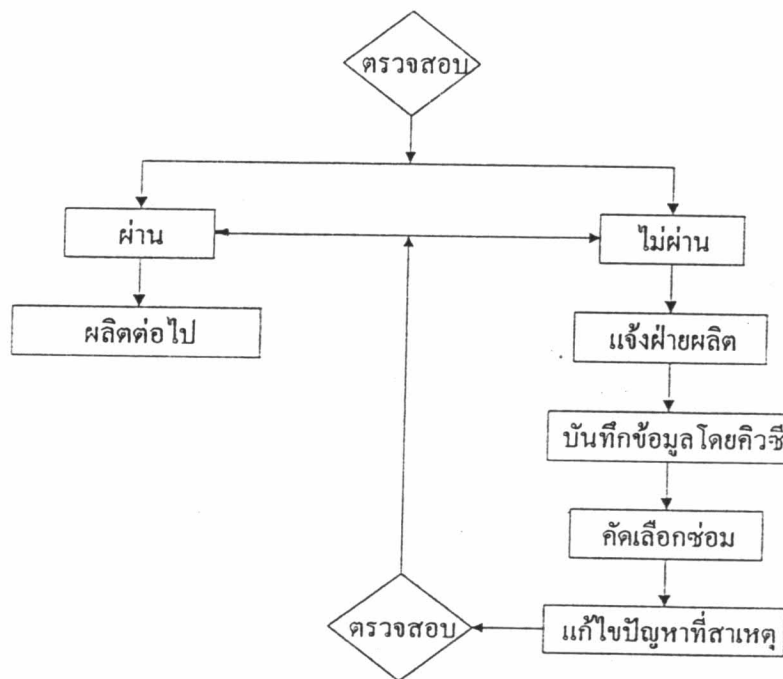 ตรวจสอบ
ผ่าน
ไม่ผ่าน
ผลิตต่อไป
แจ้งฝ่ายผลิต
บันทึกข้อมูลโดยคิวซี
คัดเลือกซ่อม
ตรวจสอบ
แก้ไขปัญหาที่สาเหตุ